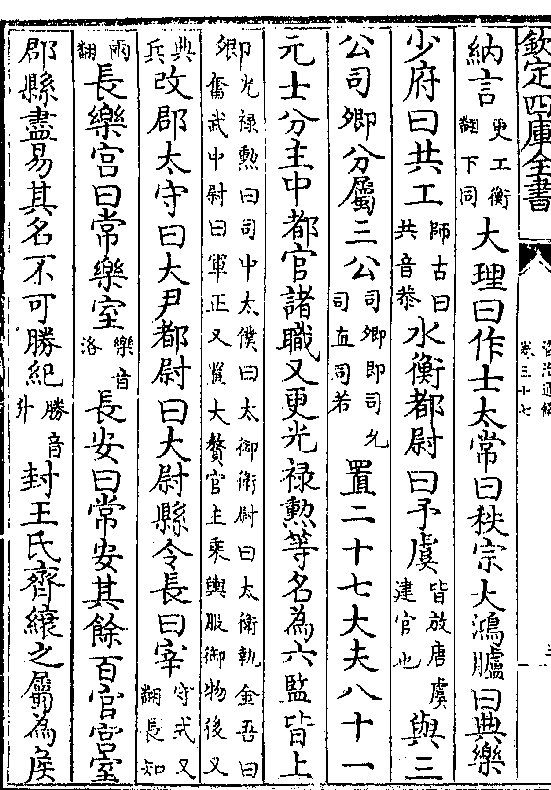 欽定四庫全書
卷三十七
納言更工衡翻下同大理曰作士太常曰秩宗大鴻臚曰典樂
少府曰共工師古曰共音恭水衡都尉曰予虞皆放唐虞建官也與三
公司卿分屬三公司卿即司允司直司若置二十七大夫八十一
元士分主中都官諸職又更光祿勲等名為六監皆上
卿光祿勲曰司中太僕曰太御衛尉曰太衛執金吾曰奮武中尉曰軍正又置大贅官主乘輿服御物後又
典兵改郡太守曰大尹都尉曰大尉縣令長曰宰守式又翻長知
兩翻長樂宫曰常樂室樂音洛長安曰常安其餘百官宫室
郡縣盡易其名不可勝紀勝音升封王氏齊縗之屬為侯